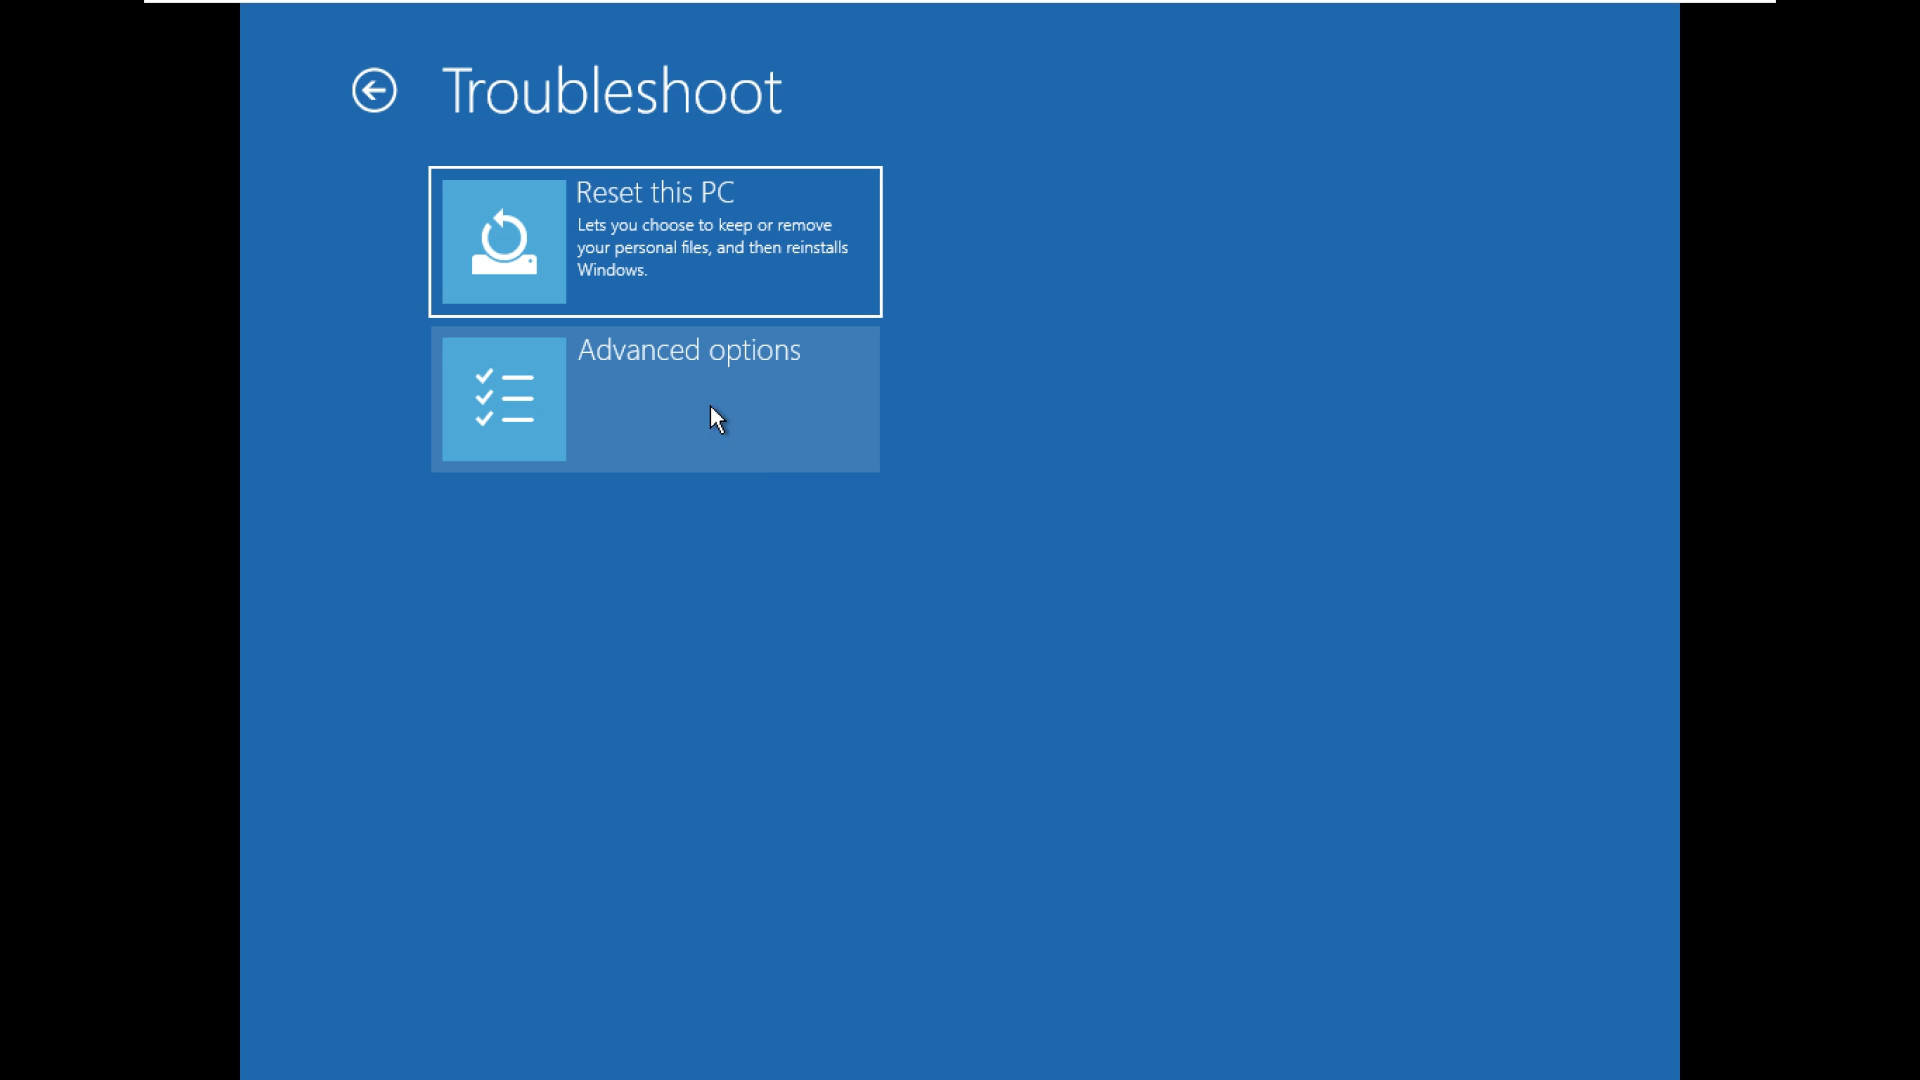 Troubleshoot
Reset this PC
Lets you choose to keep or remove
your personal files, and then reinstalls
Windows.
Advanced options